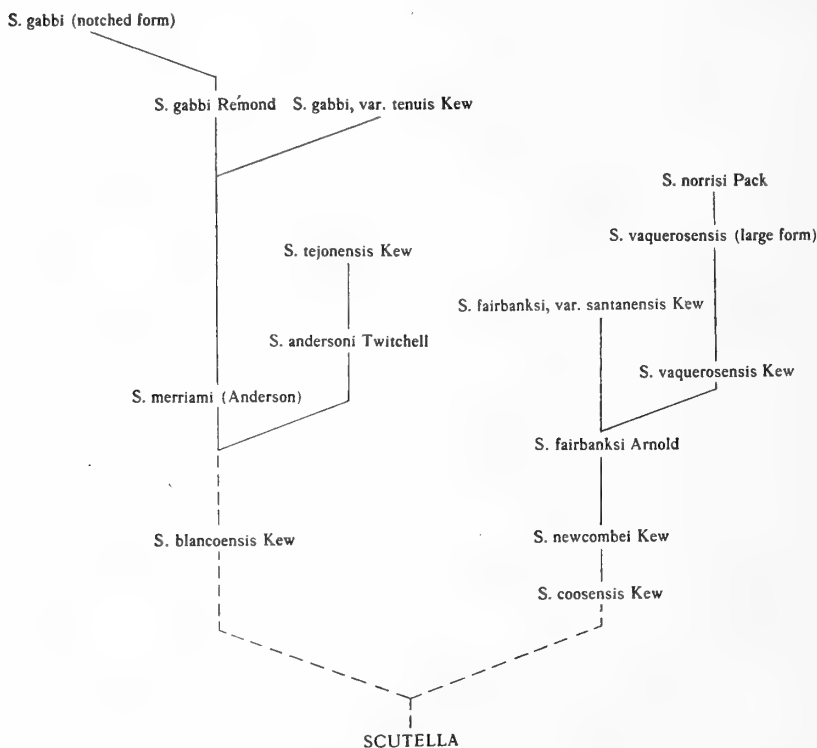 S. gabbi (notched form)
S. gabbi Rémond
S. gabbi, var. tenuis Kew
S. norrisi Pack
S. vaquerosensis (large form)
S. tejonensis Kew
S. fairbanksi, var. santanensis Kew
S. andersoni Twitchell
S. vaquerosensis Kew
S. merriami (Anderson)
S. fairbanksi Arnold
S. blancoensis Kew
S. newcombei Kew
S. coosensis Kew
SCUTELLA